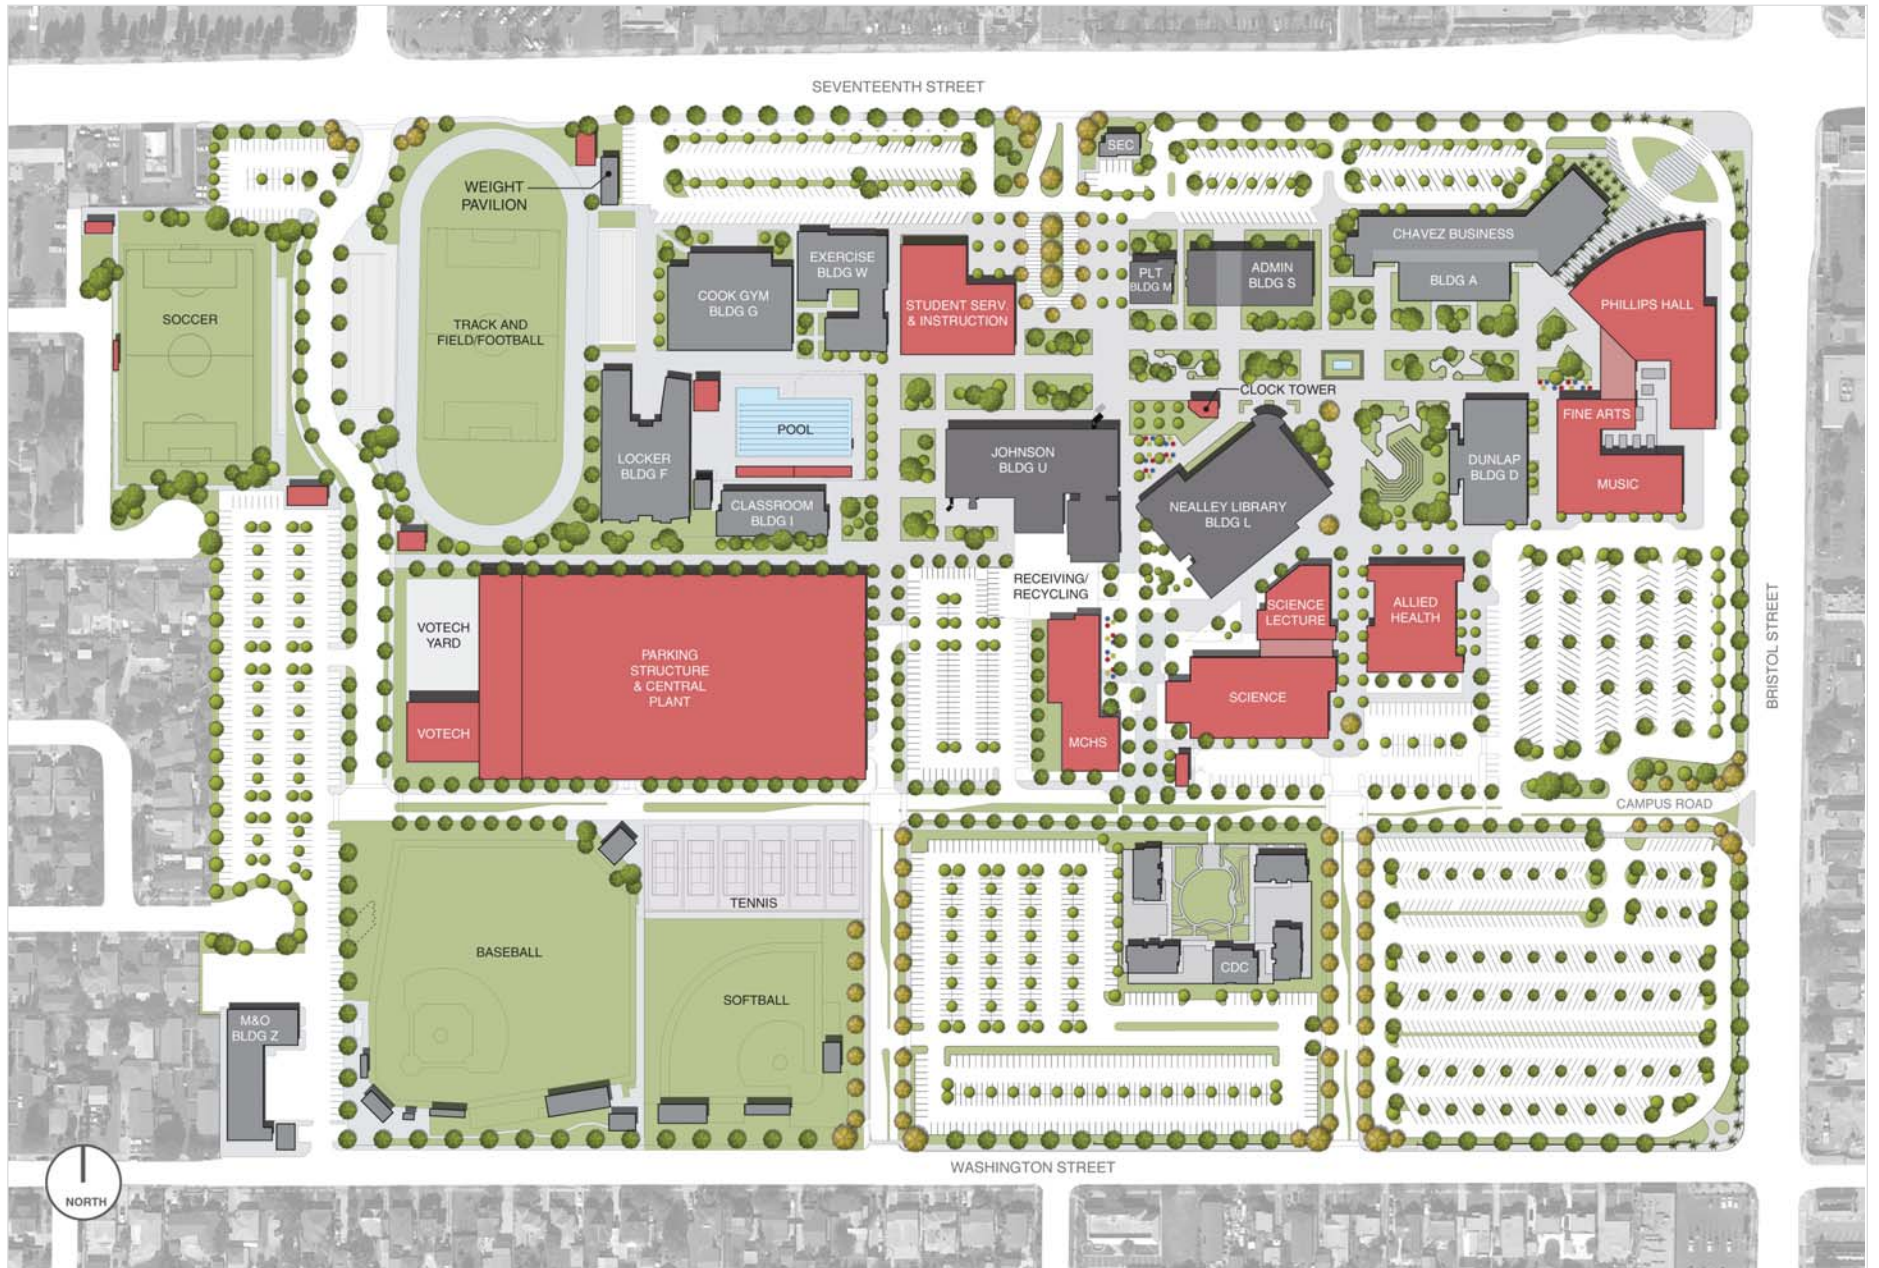 SEVENTEENTH STREET
SEC
WEIGHT
PAVILION
CHAVEZ BUSINESS
BLDG A
EXERCISE
BLDG W
PLT
BLDG M
ADMIN
BLDG S
COOK GYM
BLDG G
STUDENT SERV.
& INSTRUCTION
PHILLIPS HALL
SOCCER
TRACK AND
FIELD/FOOTBALL
CLOCK TOWER
FINE ARTS
POOL
LOCKER
BLDG F
JOHNSON
BLDG U
DUNLAP
BLDG D
MUSIC
CLASSROOM
BLDG I
NEALLEY LIBRARY
BLDG L
RECEIVING/
RECYCLING
SCIENCE
LECTURE
ALLIED
HEALTH
VOTECH
YARD
PARKING
STRUCTURE
& CENTRAL
PLANT
BRISTOL STREET
SCIENCE
VOTECH
MCHS
CAMPUS ROAD
TENNIS
BASEBALL
CDC
SOFTBALL
M&O
BLDG Z
WASHINGTON STREET
NORTH